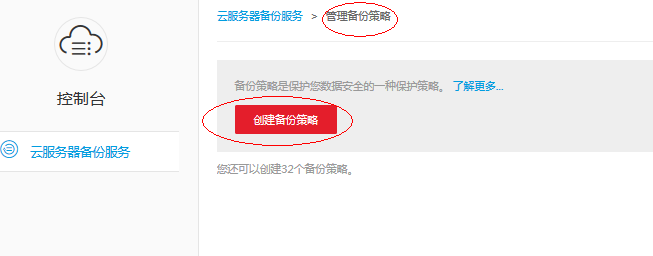 云服务器备份服务 > 管理备份策略
控制台
云服务器备份服务
备份策略是保护您数据安全的一种保护策略。 了解更多...
创建备份策略
您还可以创建32个备份策略。